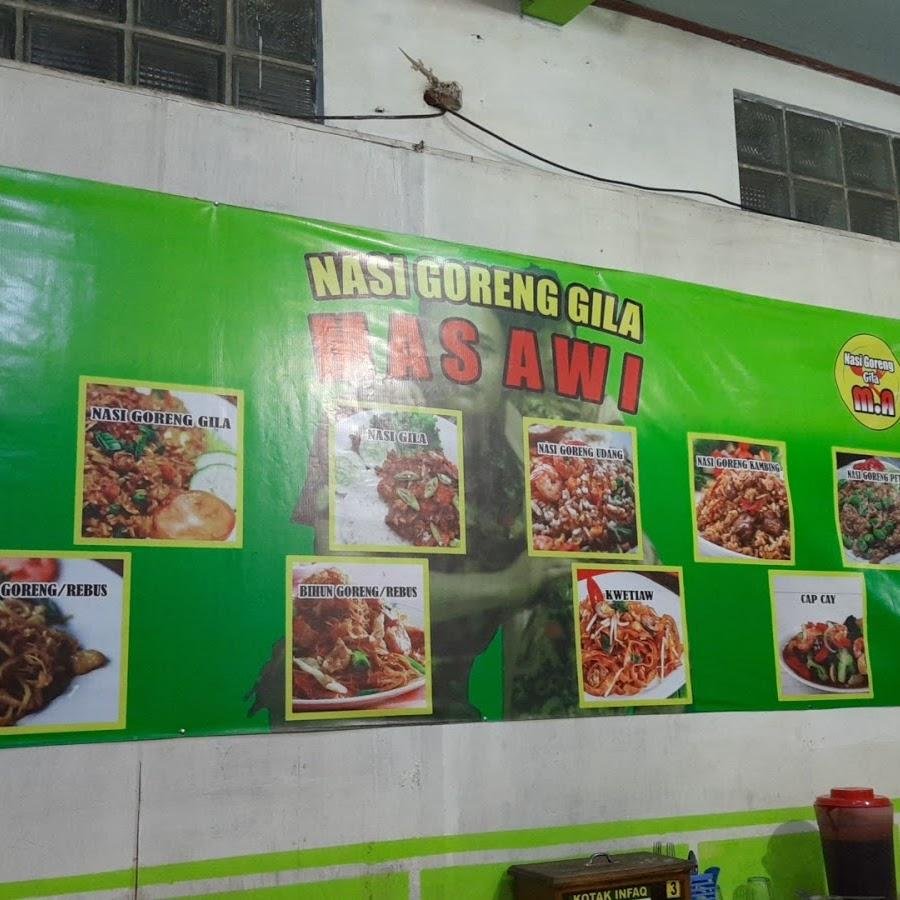 NASI GORENG GILA
MAS AWI
Nasi Goreng
Gila
M.A
NASI GORENG GILA
NASI GILA
NASI GORENG UDANG
NASI GORENG KAMBING
NASI GORENG
GORENG/REBUS
BIHUN GORENG/REBUS
KWETIAW
CAP CAY
KOTAK INFAQ
3